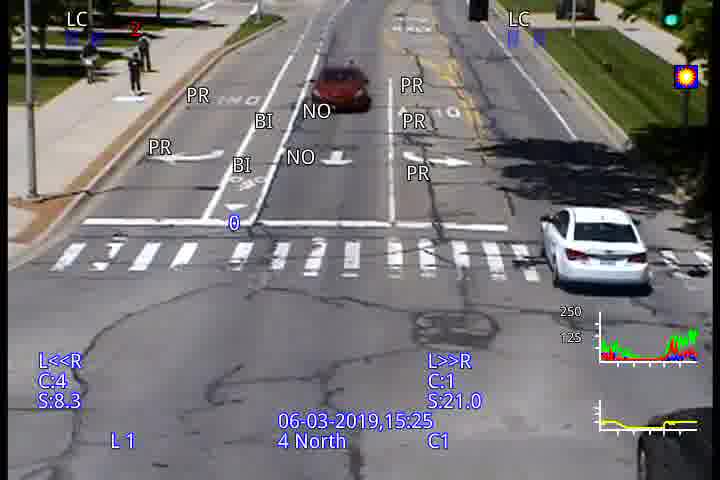 LC
LC
2
PR
PR
NO
PR
BI
PR
NO
BI
PR
0
250
125
L<<R
C:4
S:8.3
L>>R
C:1
S:21.0
06-03-2019,15:25
L 1
4 North
C1